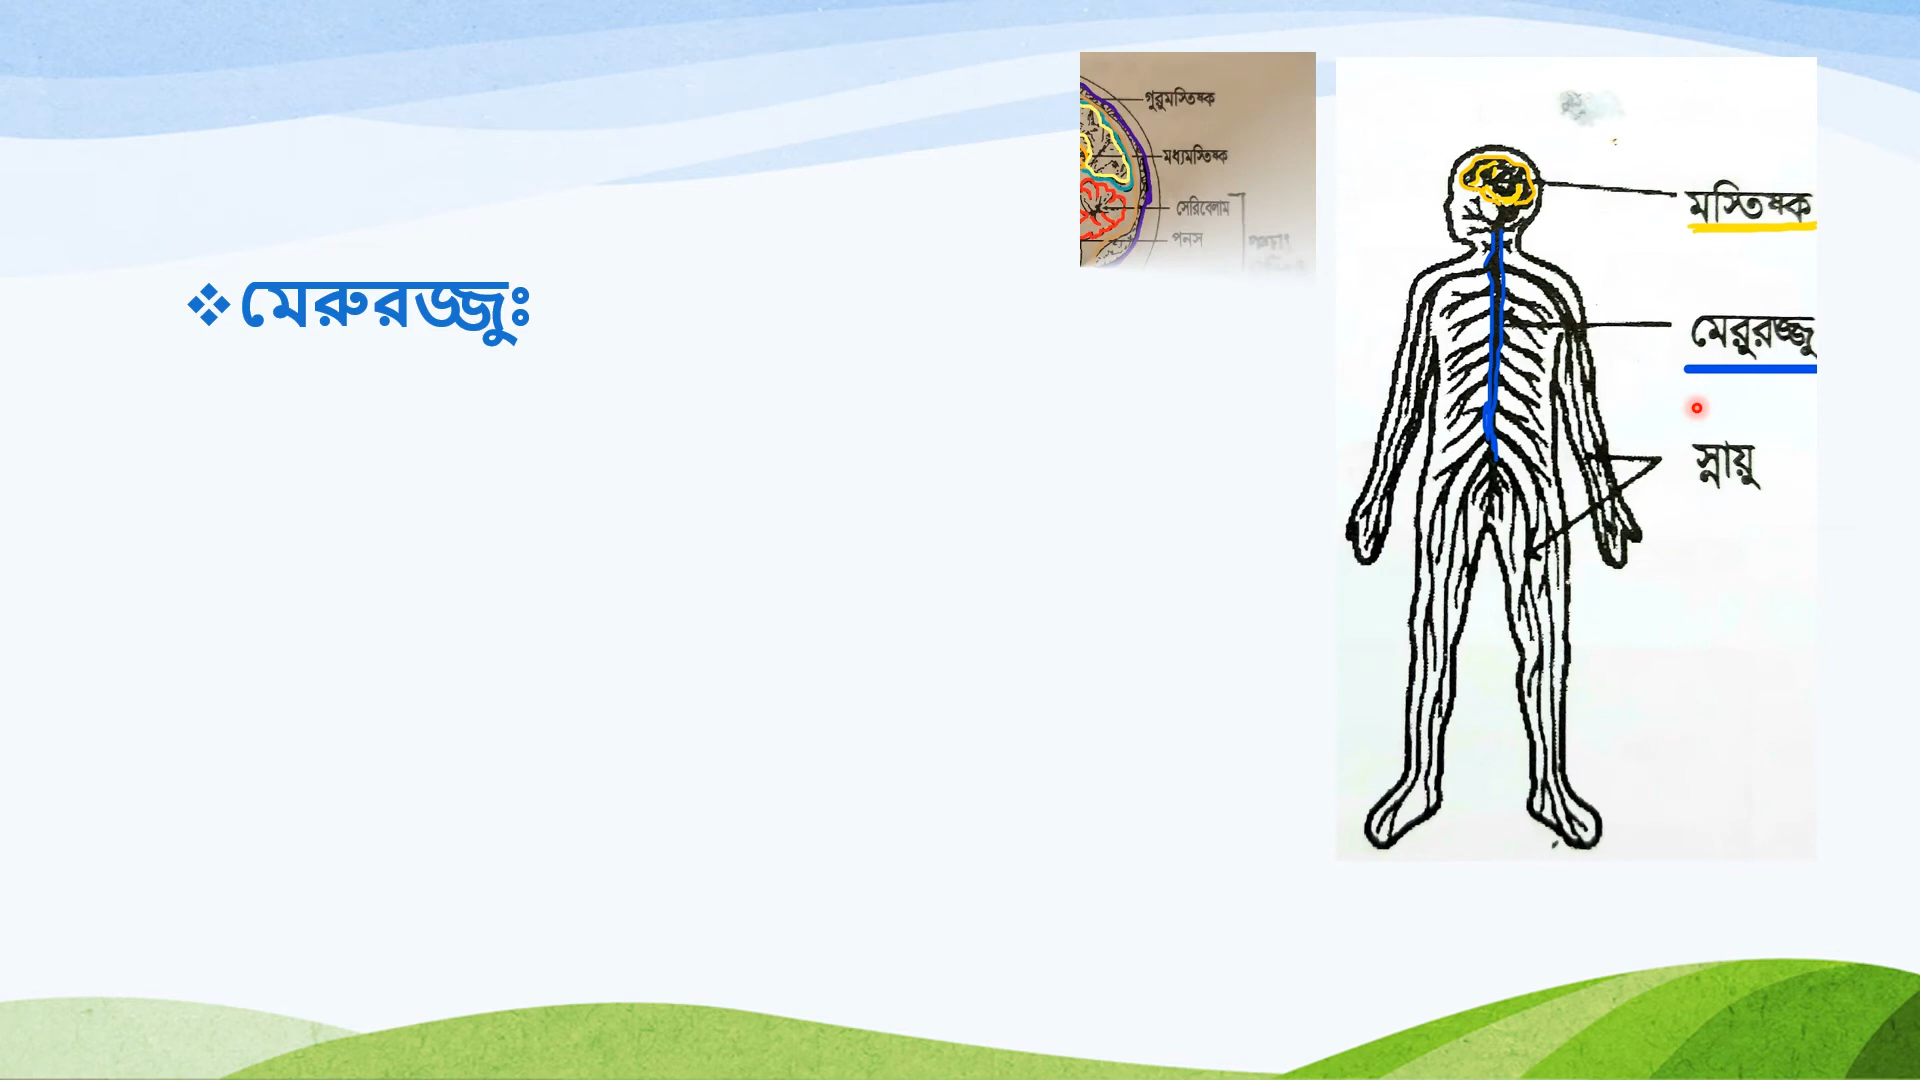 গুরুমস্তিষ্ক
মধ্যমস্তিষ্ক
সেরিবেলাম
পনস
মস্তিষ্ক
মেরুরজ্জু
স্নায়ু
❖মেরুরজ্জুঃ